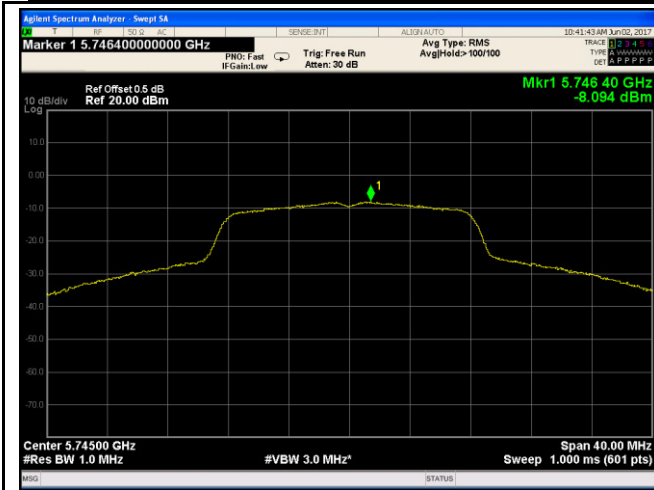 Agilent Spectrum Analyzer - Swept SA
T RF 50 Ω AC SENSE:INT ALIGN AUTO 10:41:43 AM Jun 02, 2017
Marker 1 5.746400000000 GHz
PNO: Fast
IFGain:Low
Trig: Free Run
Atten: 30 dB
Avg Type: RMS
Avg|Hold:>100/100
TRACE 1 2 3 4 5 6
TYPE A WWWWW
DET A P P P P P
Ref Offset 0.5 dB
10 dB/div Ref 20.00 dBm
Log
Mkr1 5.746 40 GHz
-8.094 dBm
10.0
0.00
1
-10.0
-20.0
-30.0
-40.0
-50.0
-60.0
-70.0
Center 5.74500 GHz Span 40.00 MHz
#Res BW 1.0 MHz #VBW 3.0 MHz* Sweep 1.000 ms (601 pts)
MSG STATUS